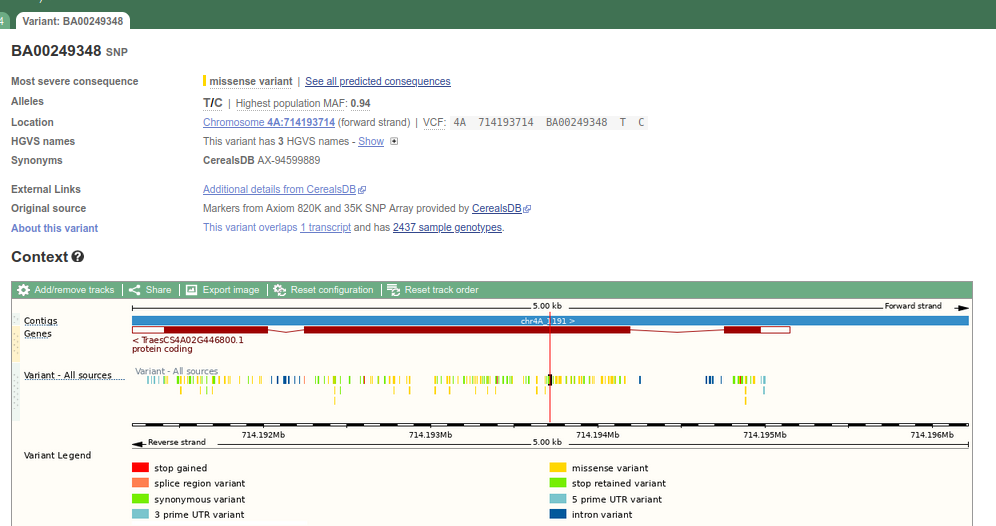 4
Variant: BA00249348
BA00249348 SNP
Most severe consequence missense variant | See all predicted consequences
Alleles T/C | Highest population MAF: 0.94
Location Chromosome 4A:714193714 (forward strand) | VCF: 4A 714193714 BA00249348 T C
HGVS names This variant has 3 HGVS names - Show
Synonyms CerealsDB AX-94599889
External Links Additional details from CerealsDB
Original source Markers from Axiom 820K and 35K SNP Array provided by CerealsDB
About this variant This variant overlaps 1 transcript and has 2437 sample genotypes.
Context ?
Add/remove tracks Share Export image Reset configuration Reset track order
5.00 kb Forward strand
Contigs chr4A_1191 >
Genes
< TraesCS4A02G446800.1
protein coding
Variant - All sources
Variant - All sources
714.192Mb 714.193Mb 714.194Mb 714.195Mb 714.196Mb
Reverse strand 5.00 kb
Variant Legend
stop gained missense variant
splice region variant stop retained variant
synonymous variant 5 prime UTR variant
3 prime UTR variant intron variant